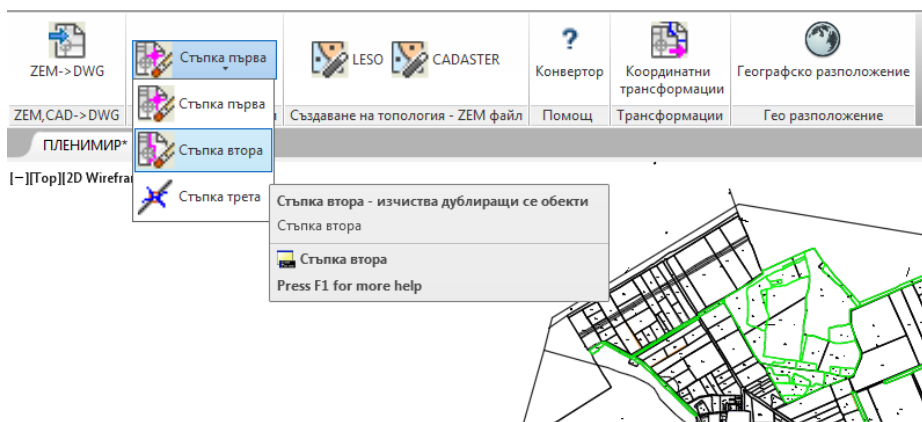 ZEM->DWG
Стъпка първа
LESO
CADASTER
?
Конвертор
Координатни
трансформации
Географско разположение
Стъпка първа
ZEM,CAD->DWG
и
Създаване на топология - ZEM файл
Помощ
Трансформации
Гео разположение
ПЛЕНИМИР*
Стъпка втора
[−][Top][2D Wirefra
Стъпка трета
Стъпка втора - изчиства дублиращи се обекти
Стъпка втора
Стъпка втора
Press F1 for more help